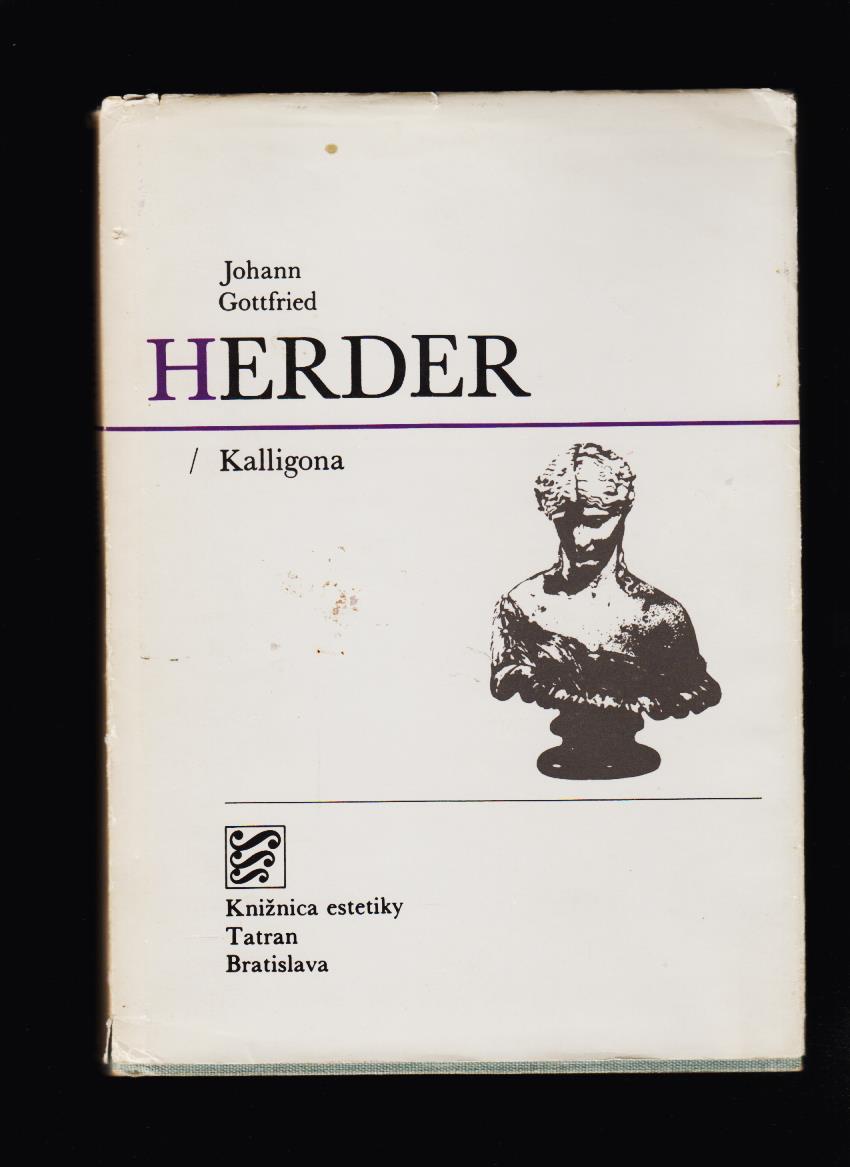 Johann
Gottfried
HERDER
/ Kalligona
Knižnica estetiky
Tatran
Bratislava